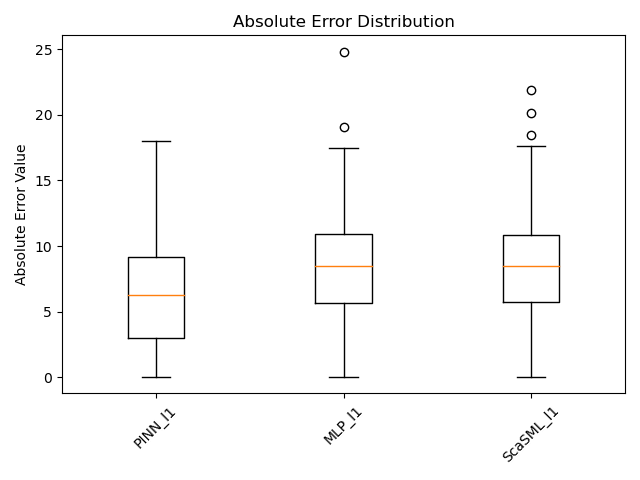 Absolute Error Distribution
Absolute Error Value
25
20
15
10
5
0
PINN_l1
MLP_l1
ScaSML_l1